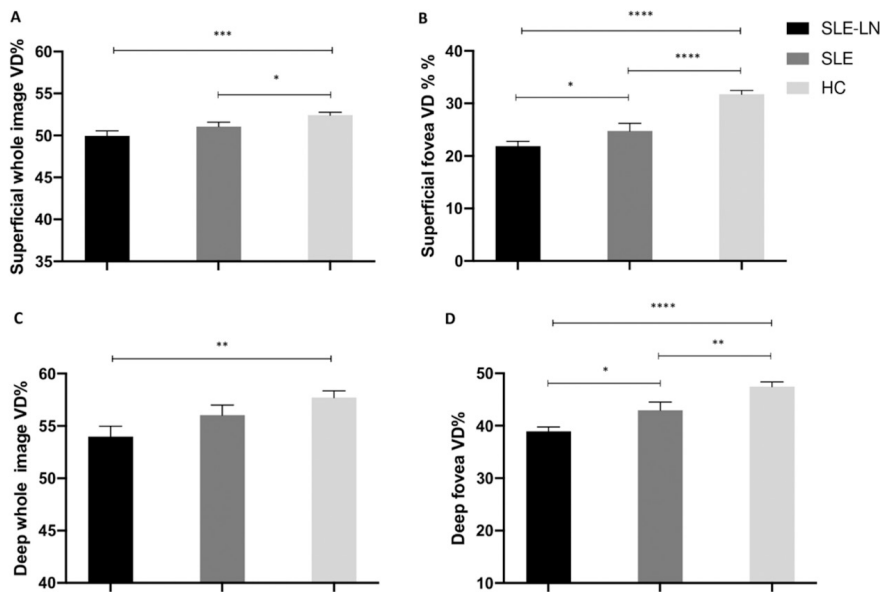 A
Superficial whole image VD%
60
55
50
45
40
35
***
*
B
Superficial fovea VD % %
40
30
20
10
0
****
****
*
SLE-LN
SLE
HC
C
Deep whole image VD%
60
55
50
45
40
**
D
Deep fovea VD%
50
40
30
20
10
****
**
*